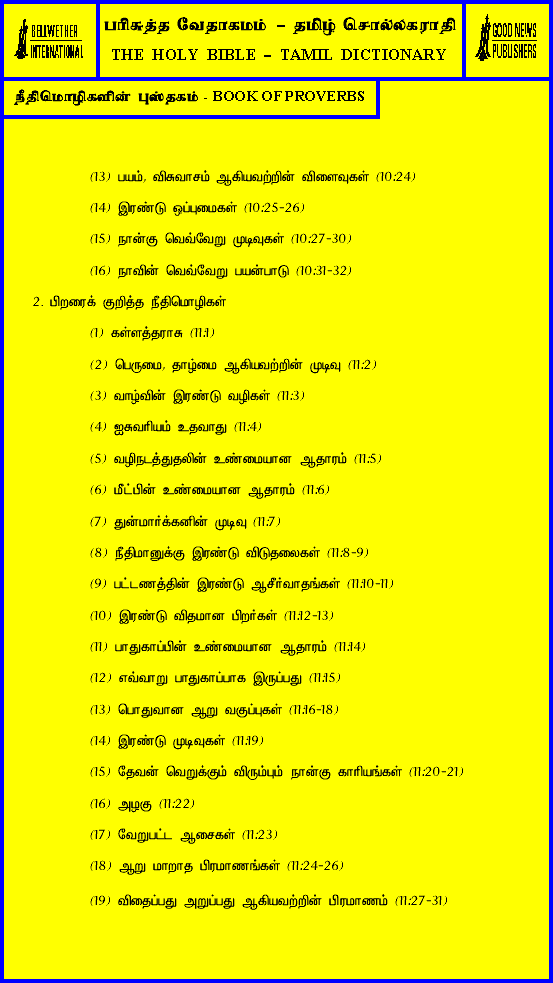 BELLWETHER
INTERNATIONAL
பரிசுத்த வேதாகமம் – தமிழ் சொல்லகராதி
THE HOLY BIBLE – TAMIL DICTIONARY
GOOD NEWS
PUBLISHERS
நீதிமொழிகளின் புஸ்தகம் - BOOK OF PROVERBS
(13) பயம், விசுவாசம் ஆகியவற்றின் விளைவுகள் (10:24)
(14) இரண்டு ஒப்புமைகள் (10:25-26)
(15) நான்கு வெவ்வேறு முடிவுகள் (10:27-30)
(16) நாவின் வெவ்வேறு பயன்பாடு (10:31-32)
2. பிறரைக் குறித்த நீதிமொழிகள்
(1) கள்ளத்தராசு (11:1)
(2) பெருமை, தாழ்மை ஆகியவற்றின் முடிவு (11:2)
(3) வாழ்வின் இரண்டு வழிகள் (11:3)
(4) ஐசுவரியம் உதவாது (11:4)
(5) வழிநடத்துதலின் உண்மையான ஆதாரம் (11:5)
(6) மீட்பின் உண்மையான ஆதாரம் (11:6)
(7) துன்மார்க்கனின் முடிவு (11:7)
(8) நீதிமானுக்கு இரண்டு விடுதலைகள் (11:8-9)
(9) பட்டணத்தின் இரண்டு ஆசீர்வாதங்கள் (11:10-11)
(10) இரண்டு விதமான பிறர்கள் (11:12-13)
(11) பாதுகாப்பின் உண்மையான ஆதாரம் (11:14)
(12) எவ்வாறு பாதுகாப்பாக இருப்பது (11:15)
(13) பொதுவான ஆறு வகுப்புகள் (11:16-18)
(14) இரண்டு முடிவுகள் (11:19)
(15) தேவன் வெறுக்கும் விரும்பும் நான்கு காரியங்கள் (11:20-21)
(16) அழகு (11:22)
(17) வேறுபட்ட ஆசைகள் (11:23)
(18) ஆறு மாறாத பிரமாணங்கள் (11:24-26)
(19) விதைப்பது அறுப்பது ஆகியவற்றின் பிரமாணம் (11:27-31)